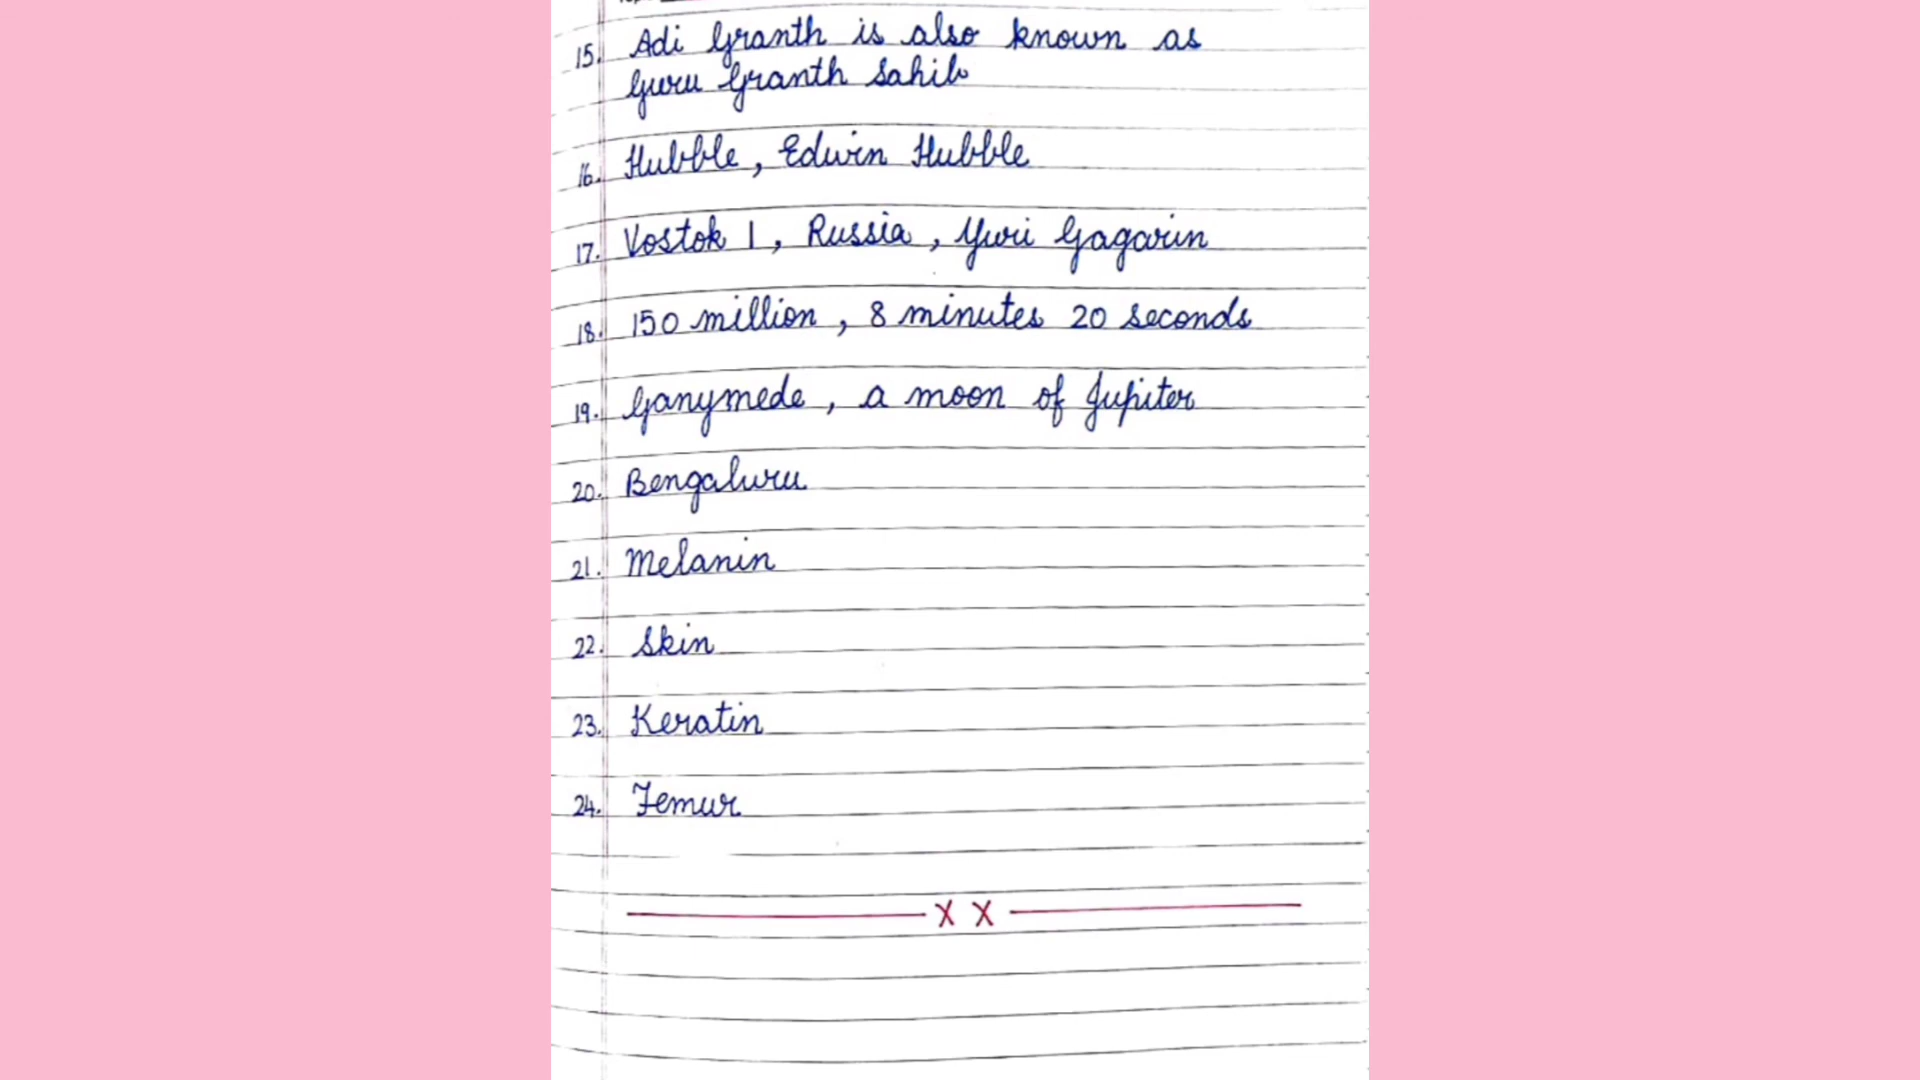 15. Adi Granth is also known as
Guru Granth Sahib
16. Hubble, Edwin Hubble
17. Vostok 1, Russia, Yuri Gagarin
18. 150 million, 8 minutes 20 seconds
19. Ganymede, a moon of Jupiter
20. Bengaluru
21. Melanin
22. Skin
23. Keratin
24. Femur
X X